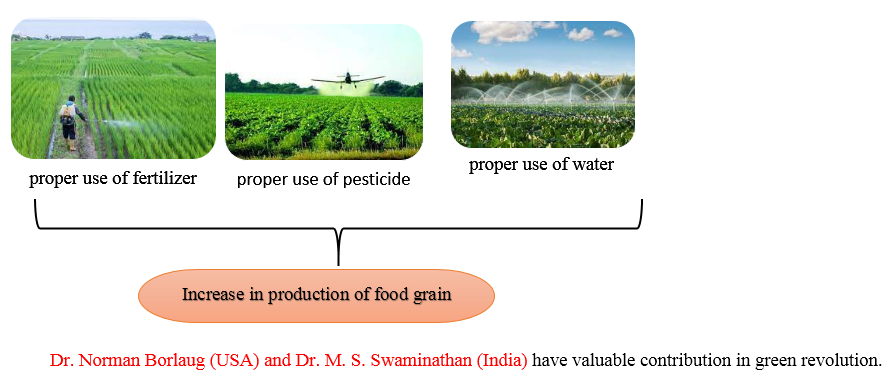 proper use of fertilizer
proper use of pesticide
proper use of water
Increase in production of food grain
Dr. Norman Borlaug (USA) and Dr. M. S. Swaminathan (India) have valuable contribution in green revolution.